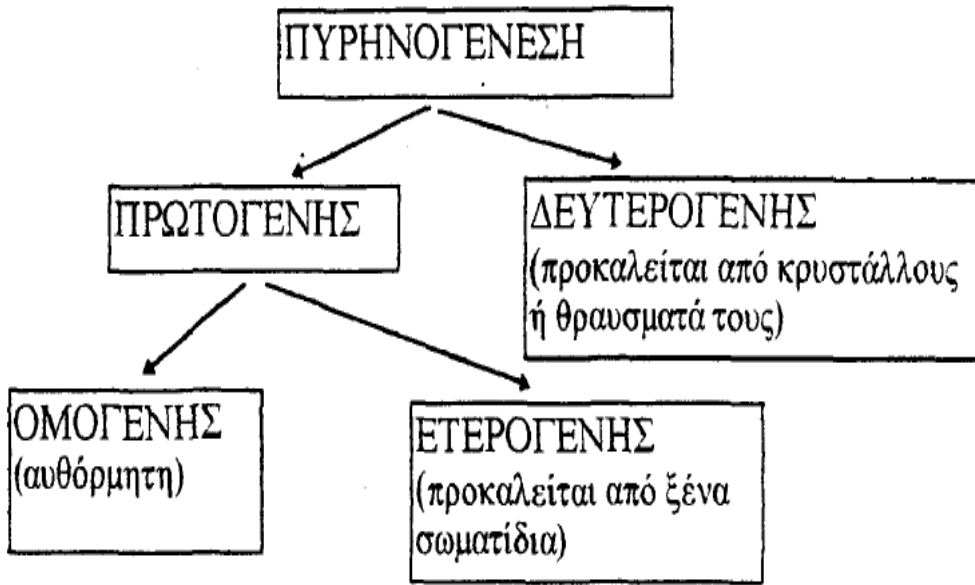 ΠΥΡΗΝΟΓΕΝΕΣΗ
ΠΡΩΤΟΓΕΝΗΣ
ΔΕΥΤΕΡΟΓΕΝΗΣ
(προκαλείται από κρυστάλλους
ή θραυσματά τους)
ΟΜΟΓΕΝΗΣ
(αυθόρμητη)
ΕΤΕΡΟΓΕΝΗΣ
(προκαλείται από ξένα
σωματίδια)